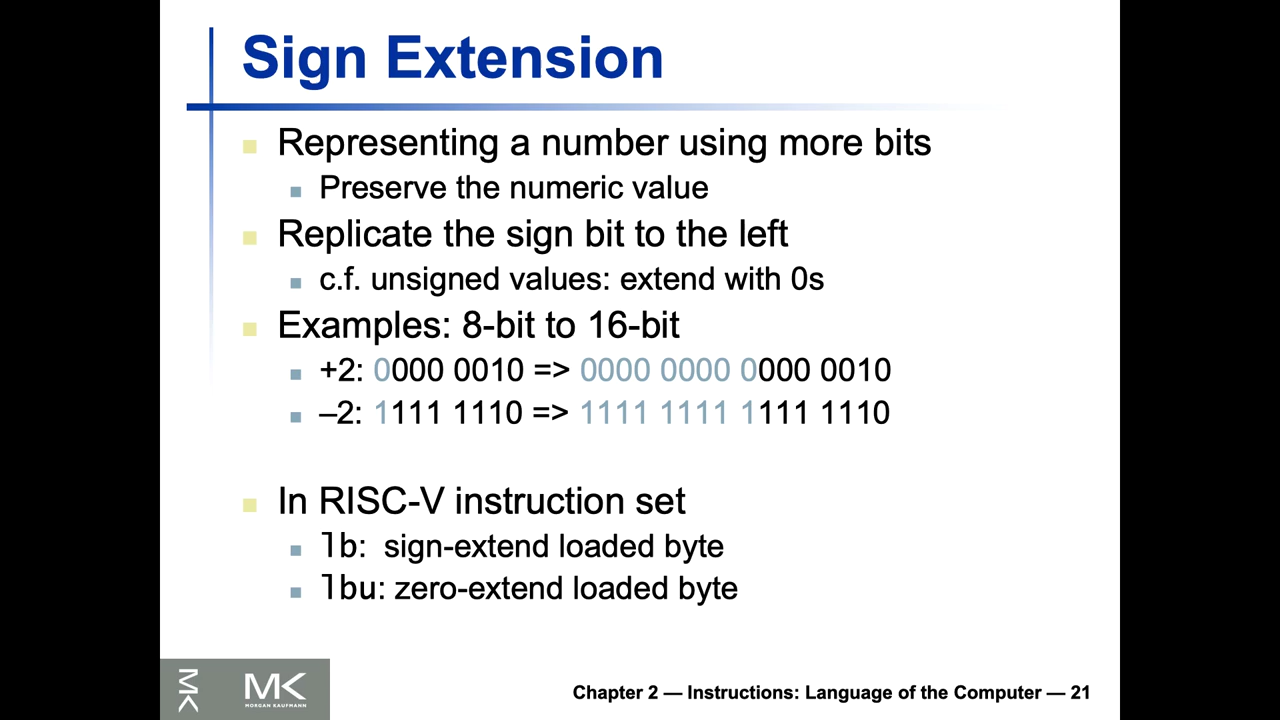 Sign Extension
Representing a number using more bits
Preserve the numeric value
Replicate the sign bit to the left
c.f. unsigned values: extend with 0s
Examples: 8-bit to 16-bit
+2: 0000 0010 => 0000 0000 0000 0010
–2: 1111 1110 => 1111 1111 1111 1110
In RISC-V instruction set
lb: sign-extend loaded byte
lbu: zero-extend loaded byte
MK
MK
MORGAN KAUFMANN
Chapter 2 — Instructions: Language of the Computer — 21